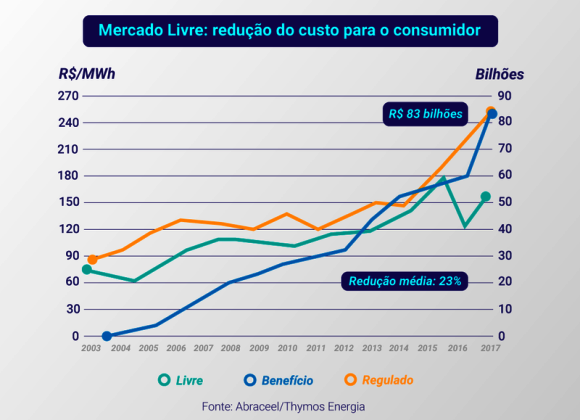 Mercado Livre: redução do custo para o consumidor
R$/MWh Bilhões
270 90
240 80
R$ 83 bilhões
210 70
180 60
150 50
120 40
90 30
60 20
Redução média: 23%
30 10
0 0
2003 2004 2005 2006 2007 2008 2009 2010 2011 2012 2013 2014 2015 2016 2017
Livre Benefício Regulado
Fonte: Abraceel/Thymos Energia